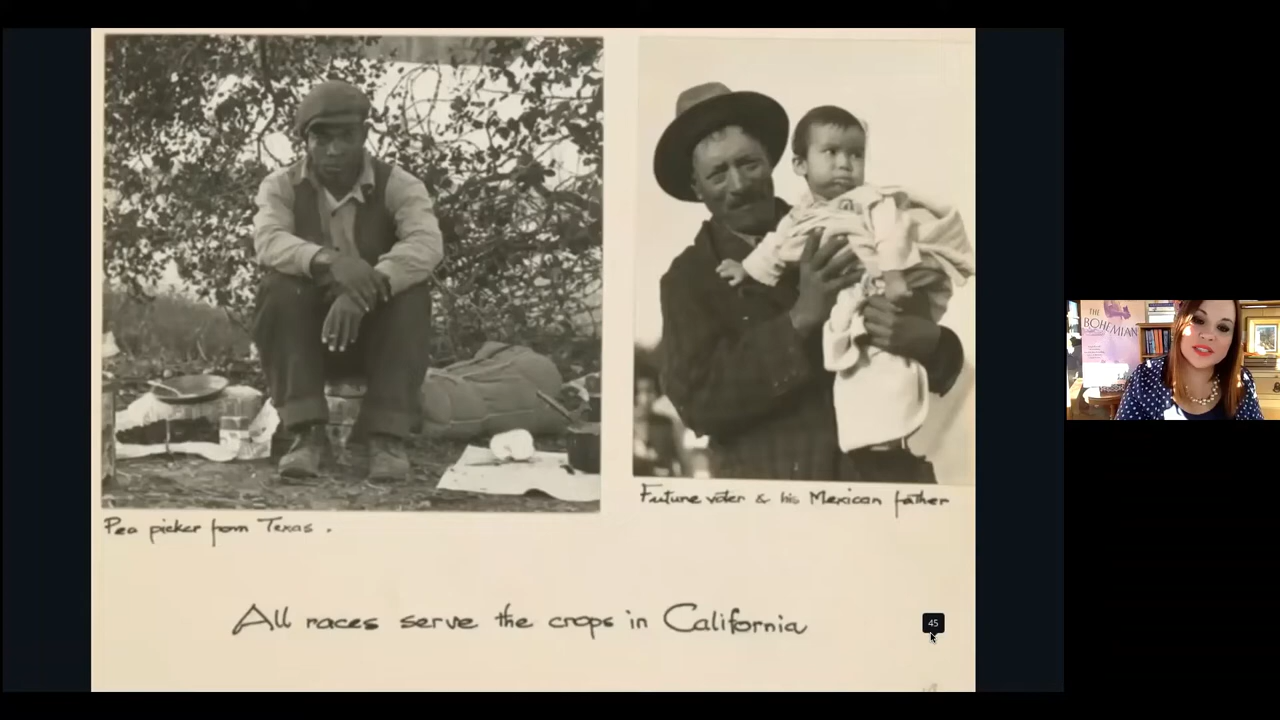 Pea picker from Texas.
Future voter & his Mexican father
All races serve the crops in California
45
THE
BOHEMIAN